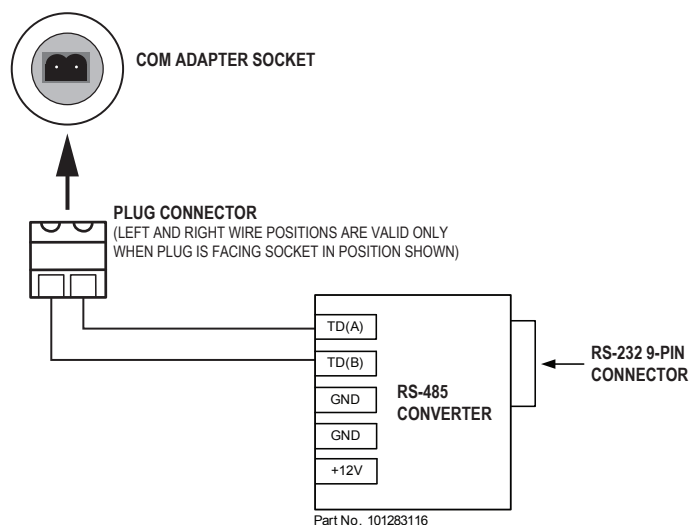 COM ADAPTER SOCKET
PLUG CONNECTOR
(LEFT AND RIGHT WIRE POSITIONS ARE VALID ONLY
WHEN PLUG IS FACING SOCKET IN POSITION SHOWN)
TD(A)
TD(B)
GND
GND
+12V
RS-485
CONVERTER
RS-232 9-PIN
CONNECTOR
Part No. 101283116